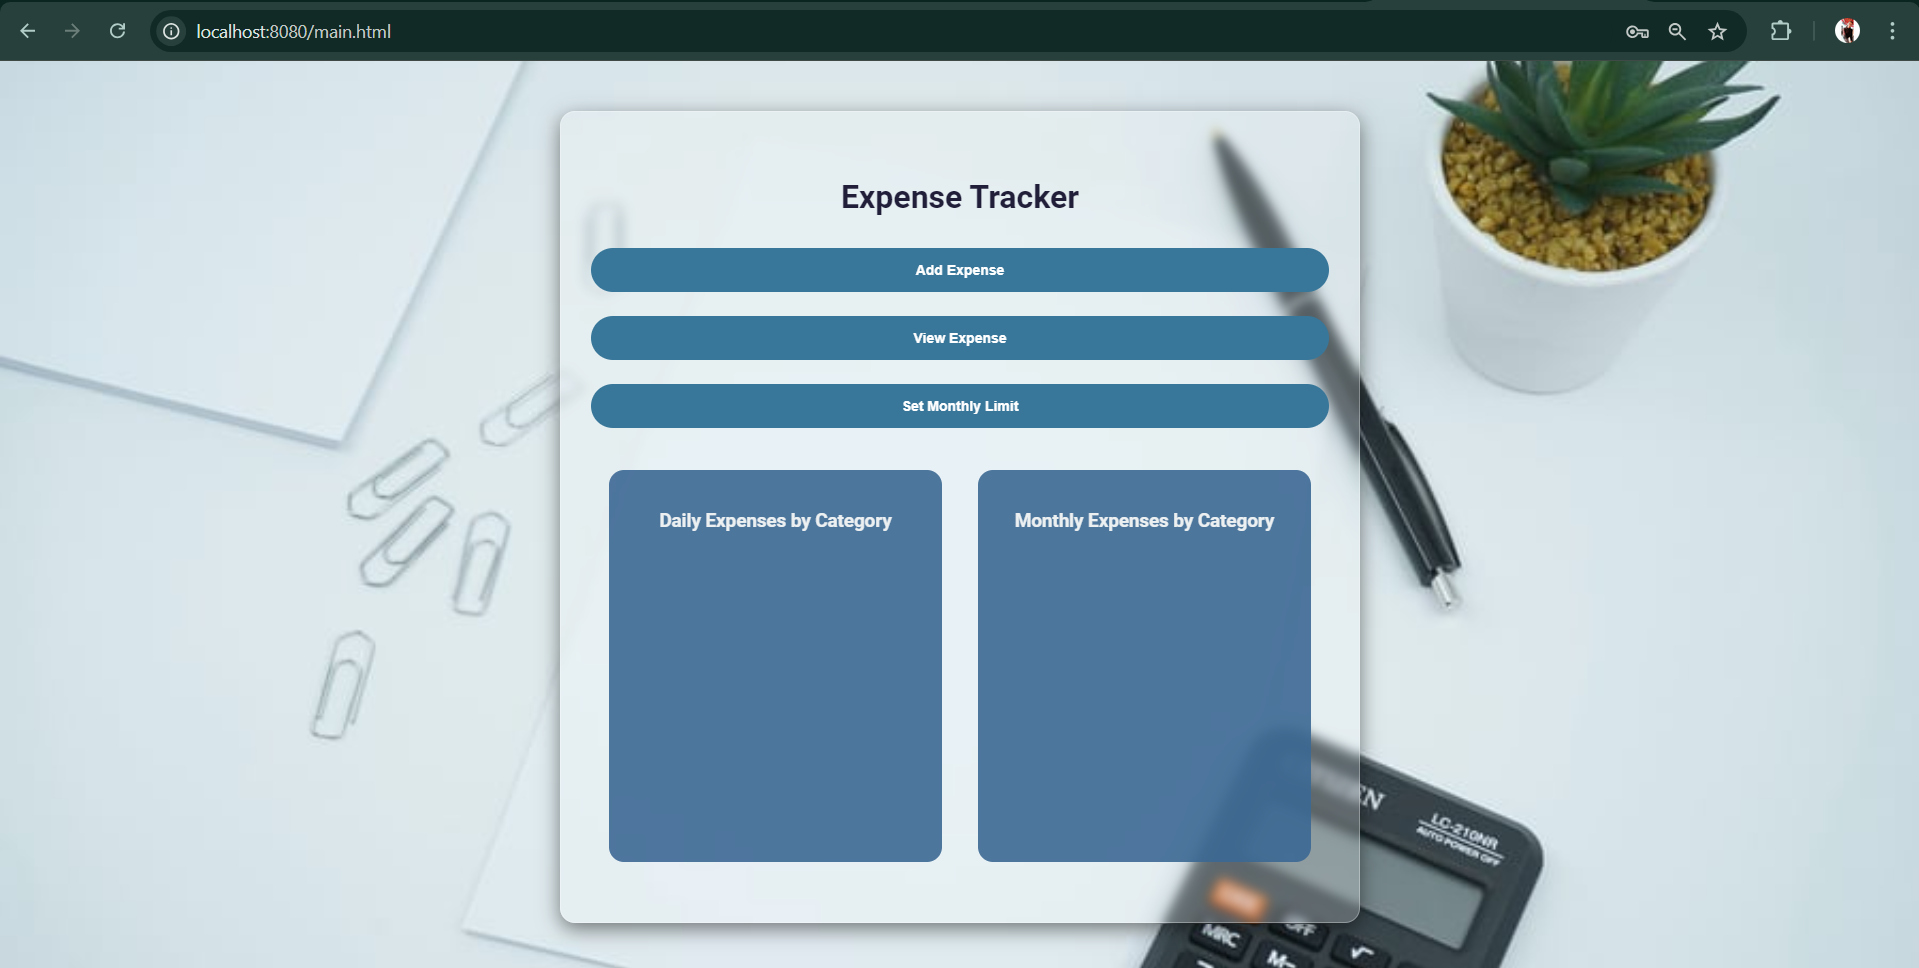 localhost:8080/main.html
Expense Tracker
Add Expense
View Expense
Set Monthly Limit
Daily Expenses by Category
Monthly Expenses by Category
LC-210NR
AUTO POWER OFF
OFF
MRC
M-
√